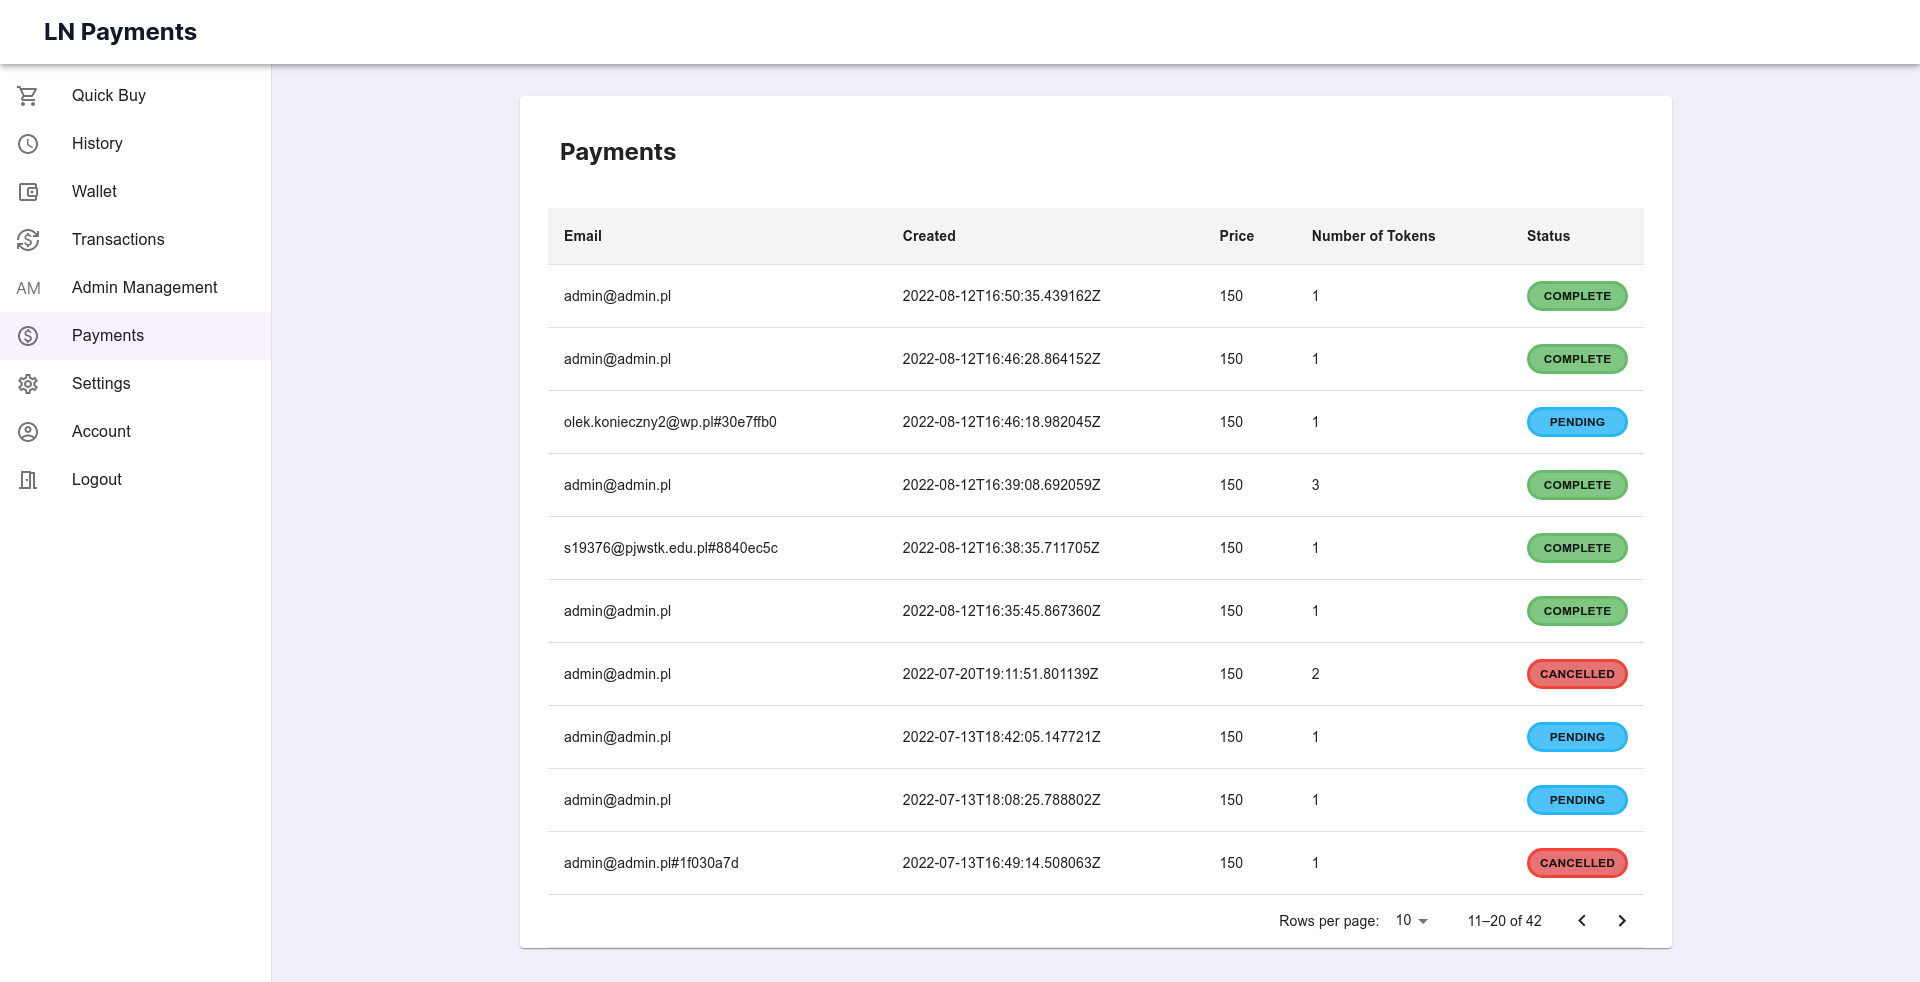 LN Payments
Quick Buy
History
Wallet
Transactions
AM Admin Management
Payments
Settings
Account
Logout
Payments
Email Created Price Number of Tokens Status
admin@admin.pl 2022-08-12T16:50:35.439162Z 150 1 COMPLETE
admin@admin.pl 2022-08-12T16:46:28.864152Z 150 1 COMPLETE
olek.konieczny2@wp.pl#30e7ffb0 2022-08-12T16:46:18.982045Z 150 1 PENDING
admin@admin.pl 2022-08-12T16:39:08.692059Z 150 3 COMPLETE
s19376@pjwstk.edu.pl#8840ec5c 2022-08-12T16:38:35.711705Z 150 1 COMPLETE
admin@admin.pl 2022-08-12T16:35:45.867360Z 150 1 COMPLETE
admin@admin.pl 2022-07-20T19:11:51.801139Z 150 2 CANCELLED
admin@admin.pl 2022-07-13T18:42:05.147721Z 150 1 PENDING
admin@admin.pl 2022-07-13T18:08:25.788802Z 150 1 PENDING
admin@admin.pl#1f030a7d 2022-07-13T16:49:14.508063Z 150 1 CANCELLED
Rows per page: 10 11–20 of 42